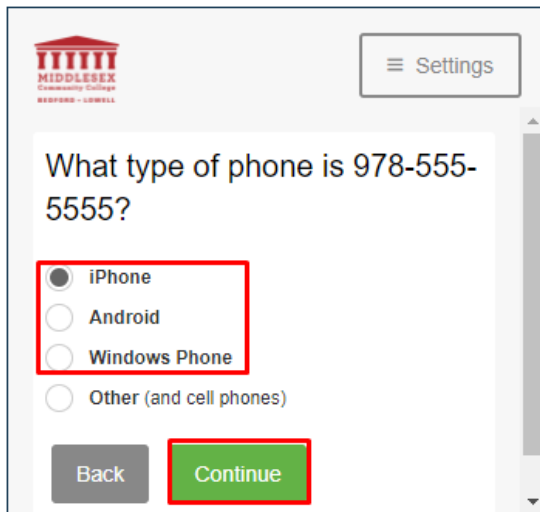 MIDDLESEX
Community College
BEDFORD - LOWELL
≡ Settings
What type of phone is 978-555-
5555?
iPhone
Android
Windows Phone
Other (and cell phones)
Back
Continue